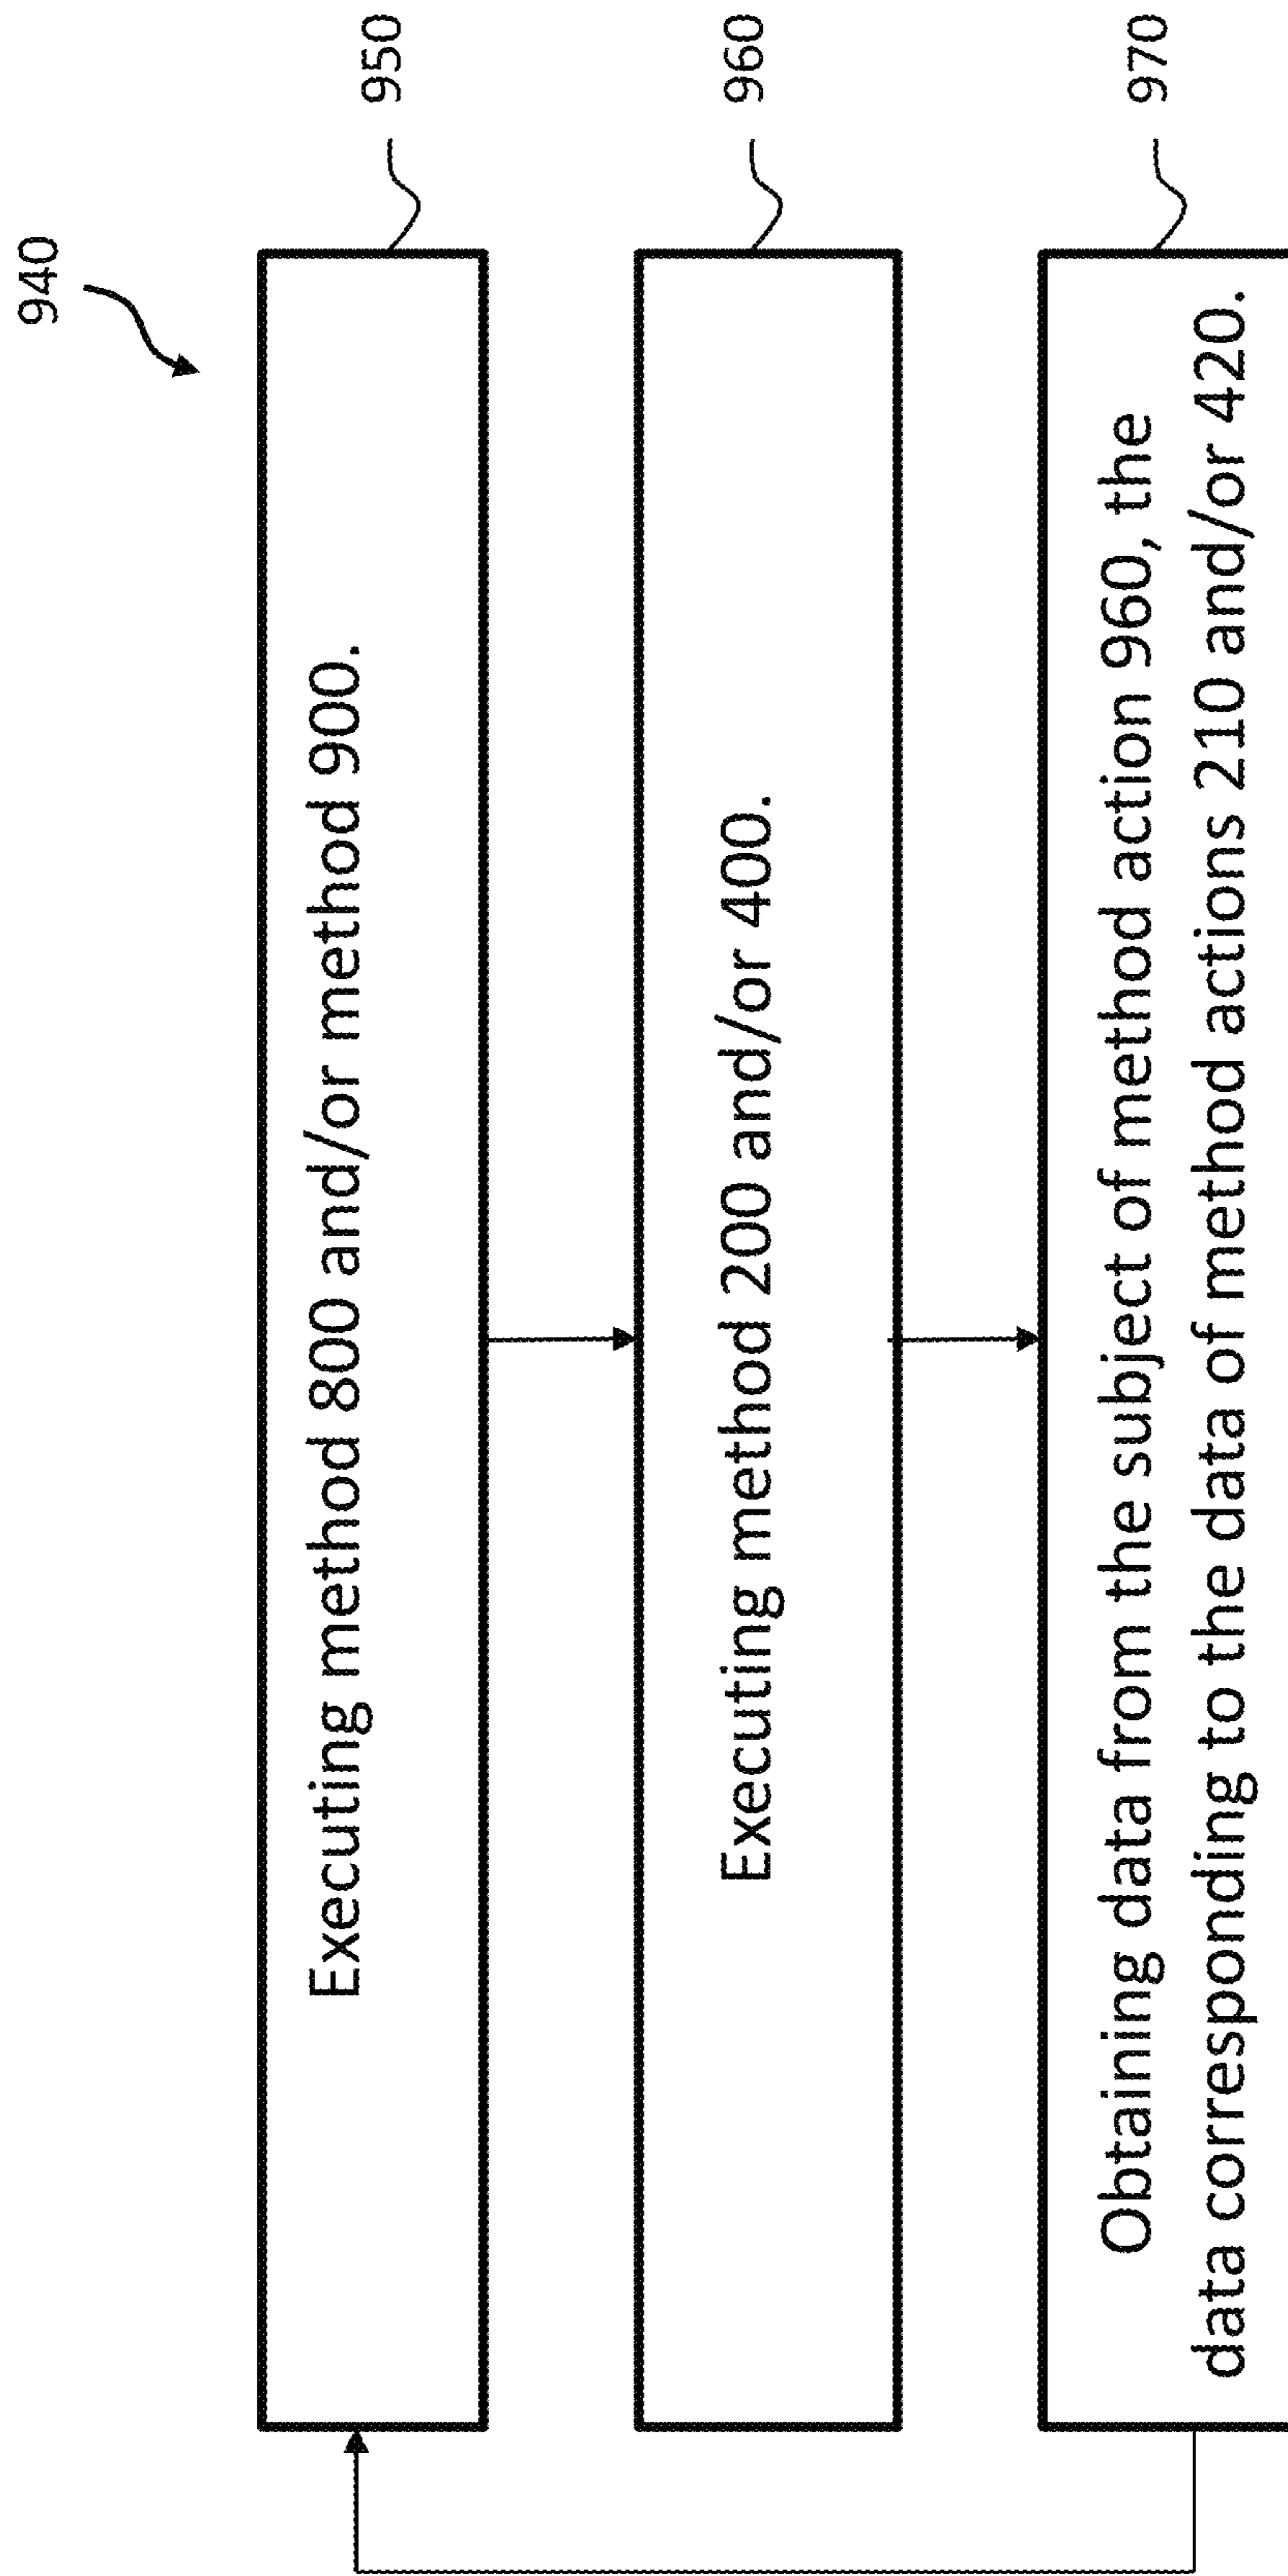 940
Executing method 800 and/or method 900.
950
Executing method 200 and/or 400.
960
Obtaining data from the subject of method action 960, the
data corresponding to the data of method actions 210 and/or 420.
970